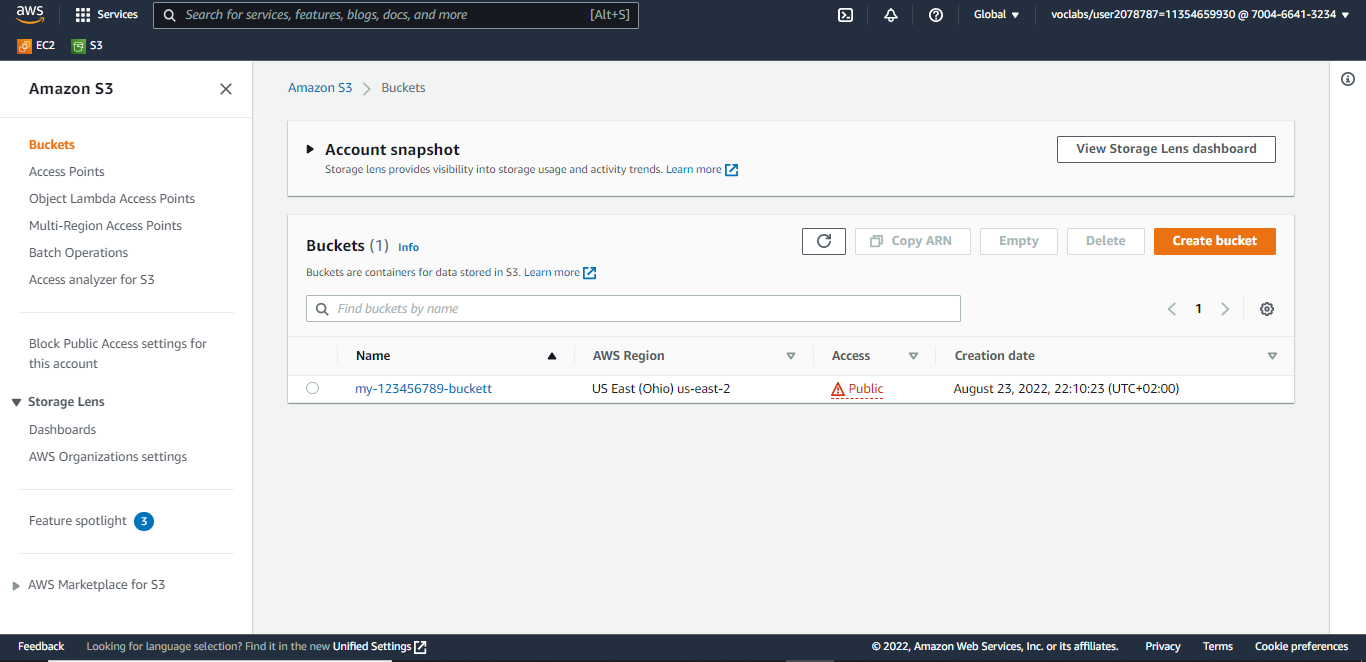 aws
Services
Search for services, features, blogs, docs, and more [Alt+S]
Global
voclabs/user2078787=11354659930 @ 7004-6641-3234
EC2 S3
Amazon S3
Buckets
Access Points
Object Lambda Access Points
Multi-Region Access Points
Batch Operations
Access analyzer for S3
Block Public Access settings for
this account
Storage Lens
Dashboards
AWS Organizations settings
Feature spotlight 3
AWS Marketplace for S3
Amazon S3 > Buckets
Account snapshot
Storage lens provides visibility into storage usage and activity trends. Learn more
View Storage Lens dashboard
Buckets (1) Info
Buckets are containers for data stored in S3. Learn more
Copy ARN
Empty
Delete
Create bucket
Find buckets by name
1
Name AWS Region Access Creation date
my-123456789-buckett US East (Ohio) us-east-2 Public August 23, 2022, 22:10:23 (UTC+02:00)
Feedback Looking for language selection? Find it in the new Unified Settings © 2022, Amazon Web Services, Inc. or its affiliates. Privacy Terms Cookie preferences